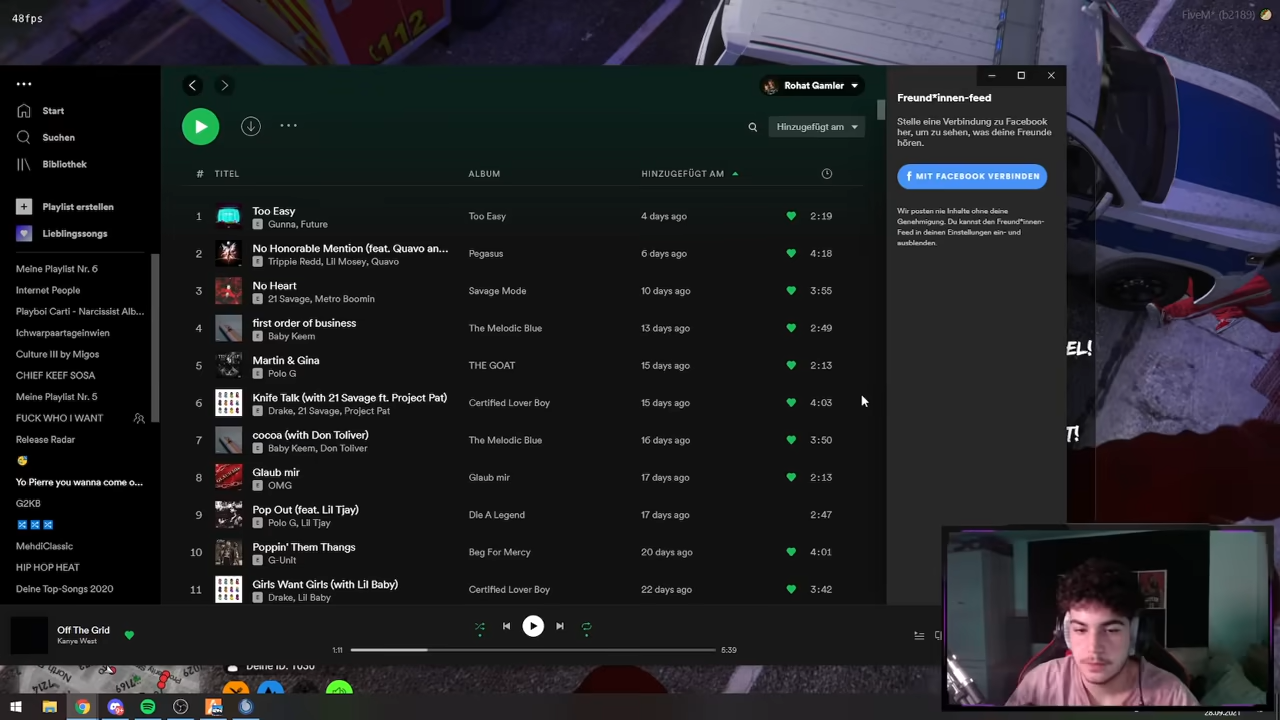 48fps
FiveM* (b2189)
112
Rohat Gamler
Start
Suchen
Bibliothek
Playlist erstellen
Lieblingssongs
Meine Playlist Nr. 6
Internet People
Playboi Carti - Narcissist Alb...
Ichwarpaartageinwien
Culture III by Migos
CHIEF KEEF SOSA
Meine Playlist Nr. 5
FUCK WHO I WANT
Release Radar
Yo Pierre you wanna come o...
G2KB
MehdiClassic
HIP HOP HEAT
Deine Top-Songs 2020
Hinzugefügt am
# TITEL ALBUM HINZUGEFÜGT AM
1 Too Easy Too Easy 4 days ago 2:19
E Gunna, Future
2 No Honorable Mention (feat. Quavo an... Pegasus 6 days ago 4:18
E Trippie Redd, Lil Mosey, Quavo
3 No Heart Savage Mode 10 days ago 3:55
E 21 Savage, Metro Boomin
4 first order of business The Melodic Blue 13 days ago 2:49
E Baby Keem
5 Martin & Gina THE GOAT 15 days ago 2:13
E Polo G
6 Knife Talk (with 21 Savage ft. Project Pat) Certified Lover Boy 15 days ago 4:03
E Drake, 21 Savage, Project Pat
7 cocoa (with Don Toliver) The Melodic Blue 16 days ago 3:50
E Baby Keem, Don Toliver
8 Glaub mir Glaub mir 17 days ago 2:13
E OMG
9 Pop Out (feat. Lil Tjay) Die A Legend 17 days ago 2:47
E Polo G, Lil Tjay
10 Poppin' Them Thangs Beg For Mercy 20 days ago 4:01
E G-Unit
11 Girls Want Girls (with Lil Baby) Certified Lover Boy 22 days ago 3:42
E Drake, Lil Baby
Freund*innen-feed
Stelle eine Verbindung zu Facebook
her, um zu sehen, was deine Freunde
hören.
f MIT FACEBOOK VERBINDEN
Wir posten nie Inhalte ohne deine
Genehmigung. Du kannst den Freund*innen-
Feed in deinen Einstellungen ein- und
ausblenden.
EL!
T!
Off The Grid
Kanye West
1:11
5:39
Deine ID: 1636
28.09.2021